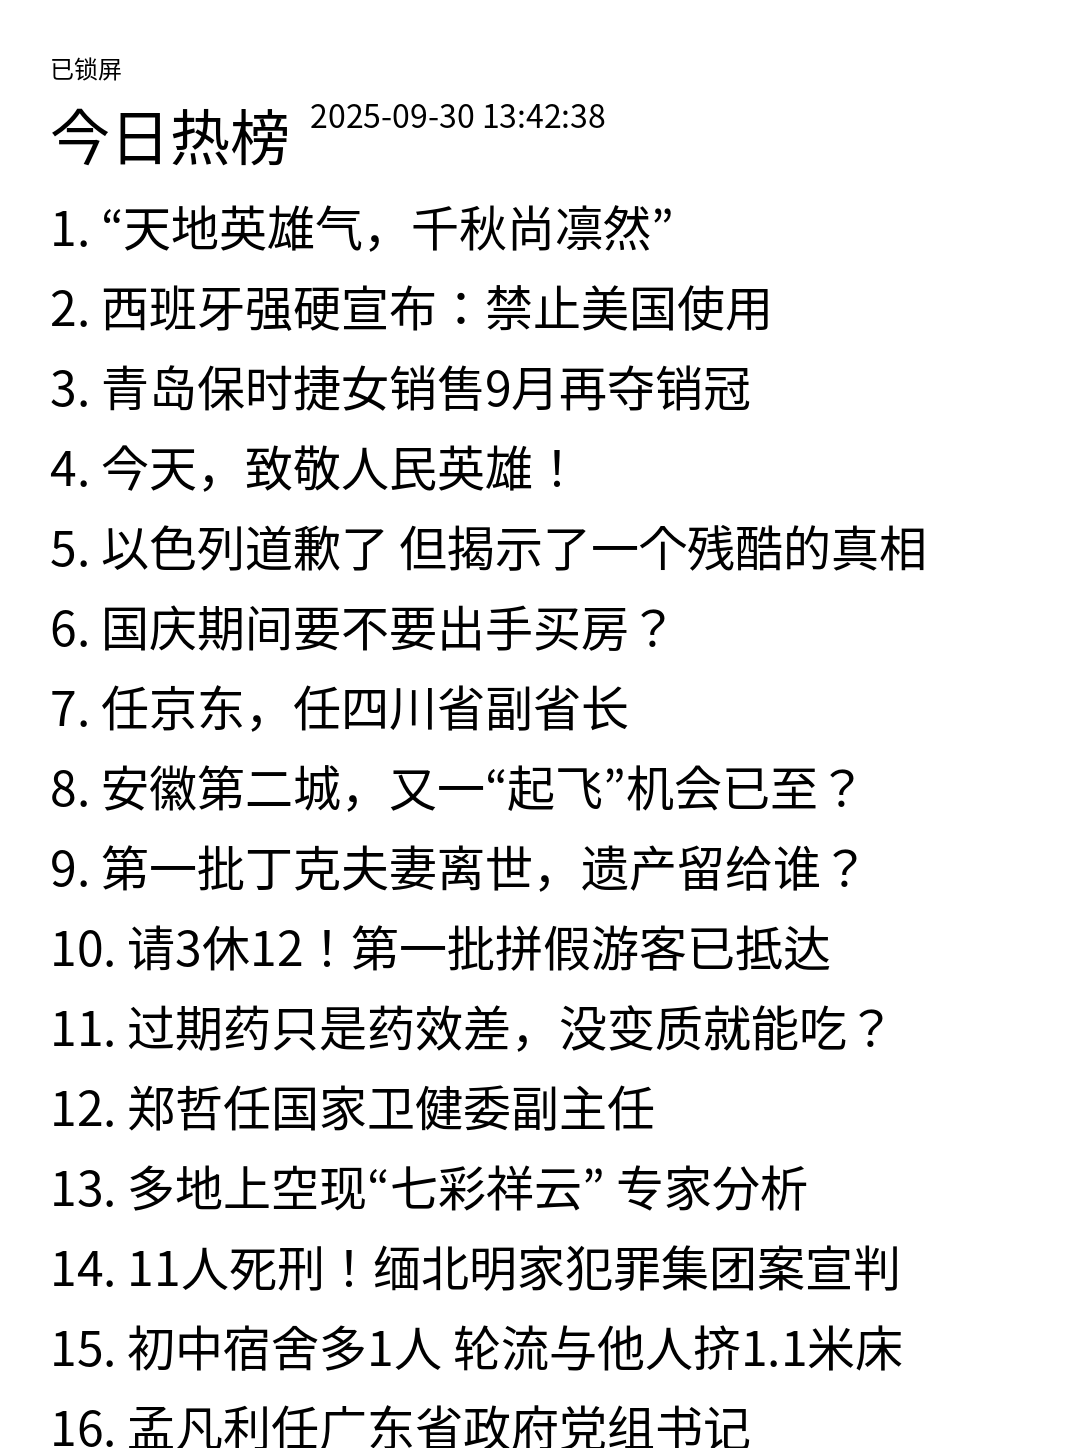 已锁屏
今日热榜 2025-09-30 13:42:38
1. “天地英雄气，千秋尚凛然”
2. 西班牙强硬宣布：禁止美国使用
3. 青岛保时捷女销售9月再夺销冠
4. 今天，致敬人民英雄！
5. 以色列道歉了 但揭示了一个残酷的真相
6. 国庆期间要不要出手买房？
7. 任京东，任四川省副省长
8. 安徽第二城，又一“起飞”机会已至？
9. 第一批丁克夫妻离世，遗产留给谁？
10. 请3休12！第一批拼假游客已抵达
11. 过期药只是药效差，没变质就能吃？
12. 郑哲任国家卫健委副主任
13. 多地上空现“七彩祥云” 专家分析
14. 11人死刑！缅北明家犯罪集团案宣判
15. 初中宿舍多1人 轮流与他人挤1.1米床
16. 孟凡利任广东省政府党组书记